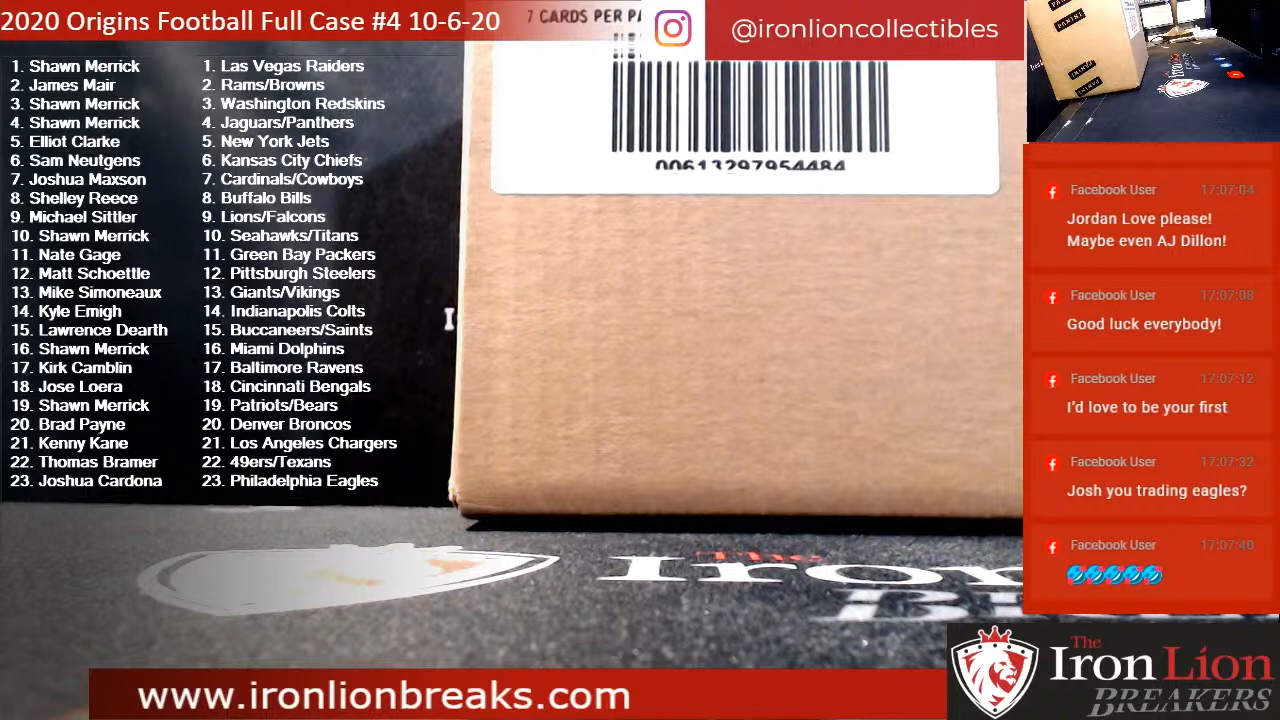 2020 Origins Football Full Case #4 10-6-20
7 CARDS PER
@ironlioncollectibles
1. Shawn Merrick
2. James Mair
3. Shawn Merrick
4. Shawn Merrick
5. Elliot Clarke
6. Sam Neutgens
7. Joshua Maxson
8. Shelley Reece
9. Michael Sittler
10. Shawn Merrick
11. Nate Gage
12. Matt Schoettle
13. Mike Simoneaux
14. Kyle Emigh
15. Lawrence Dearth
16. Shawn Merrick
17. Kirk Camblin
18. Jose Loera
19. Shawn Merrick
20. Brad Payne
21. Kenny Kane
22. Thomas Bramer
23. Joshua Cardona
1. Las Vegas Raiders
2. Rams/Browns
3. Washington Redskins
4. Jaguars/Panthers
5. New York Jets
6. Kansas City Chiefs
7. Cardinals/Cowboys
8. Buffalo Bills
9. Lions/Falcons
10. Seahawks/Titans
11. Green Bay Packers
12. Pittsburgh Steelers
13. Giants/Vikings
14. Indianapolis Colts
15. Buccaneers/Saints
16. Miami Dolphins
17. Baltimore Ravens
18. Cincinnati Bengals
19. Patriots/Bears
20. Denver Broncos
21. Los Angeles Chargers
22. 49ers/Texans
23. Philadelphia Eagles
00613297954484
PANINI
PANINI
PANINI
Facebook User 17:07:04
Jordan Love please!
Maybe even AJ Dillon!
Facebook User 17:07:08
Good luck everybody!
Facebook User 17:07:12
I'd love to be your first
Facebook User 17:07:32
Josh you trading eagles?
Facebook User 17:07:40
The
Iron
www.ironlionbreaks.com
The
Iron Lion
BREAKERS